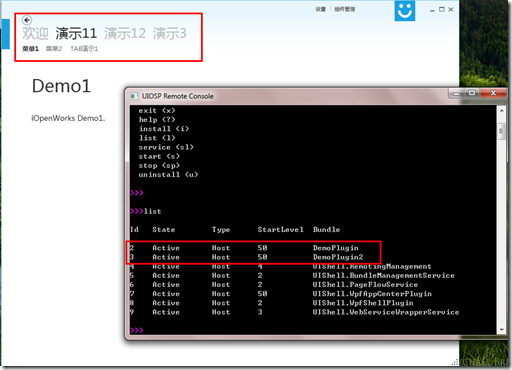 设置 组件管理
欢迎 演示11 演示12 演示3
菜单1 菜单2 TAB演示1
Demo1
iOpenWorks Demo1.
UIOSP Remote Console
exit (x)
help (?)
install (i)
list (l)
service (sl)
start (s)
stop (sp)
uninstall (u)
>>>
>>>list
Id State Type StartLevel Bundle
2 Active Host 50 DemoPlugin
3 Active Host 50 DemoPlugin2
4 Active Host 4 UIShell.RemotingManagement
5 Active Host 2 UIShell.BundleManagementService
6 Active Host 2 UIShell.PageFlowService
7 Active Host 50 UIShell.WpfAppCenterPlugin
8 Active Host 2 UIShell.WpfShellPlugin
9 Active Host 3 UIShell.WebServiceWrapperService
>>>